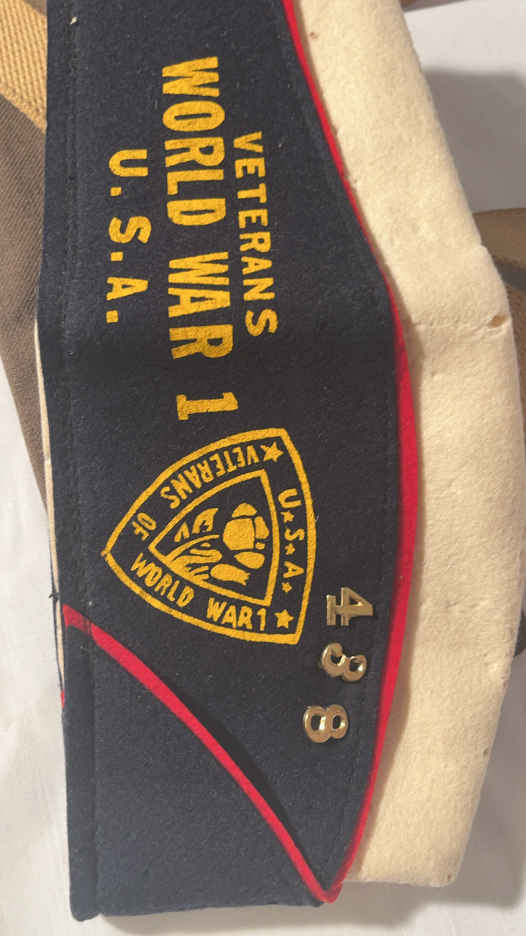 VETERANS
WORLD WAR 1
U.S.A.
U★S★A★
★VETERANS OF WORLD WAR 1★
438